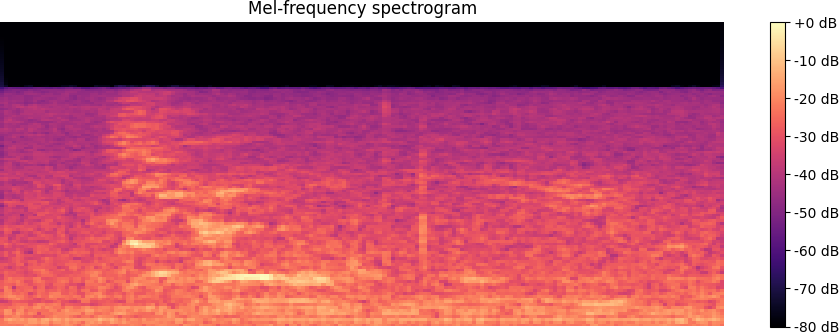 Mel-frequency spectrogram
+0 dB
-10 dB
-20 dB
-30 dB
-40 dB
-50 dB
-60 dB
-70 dB
-80 dB